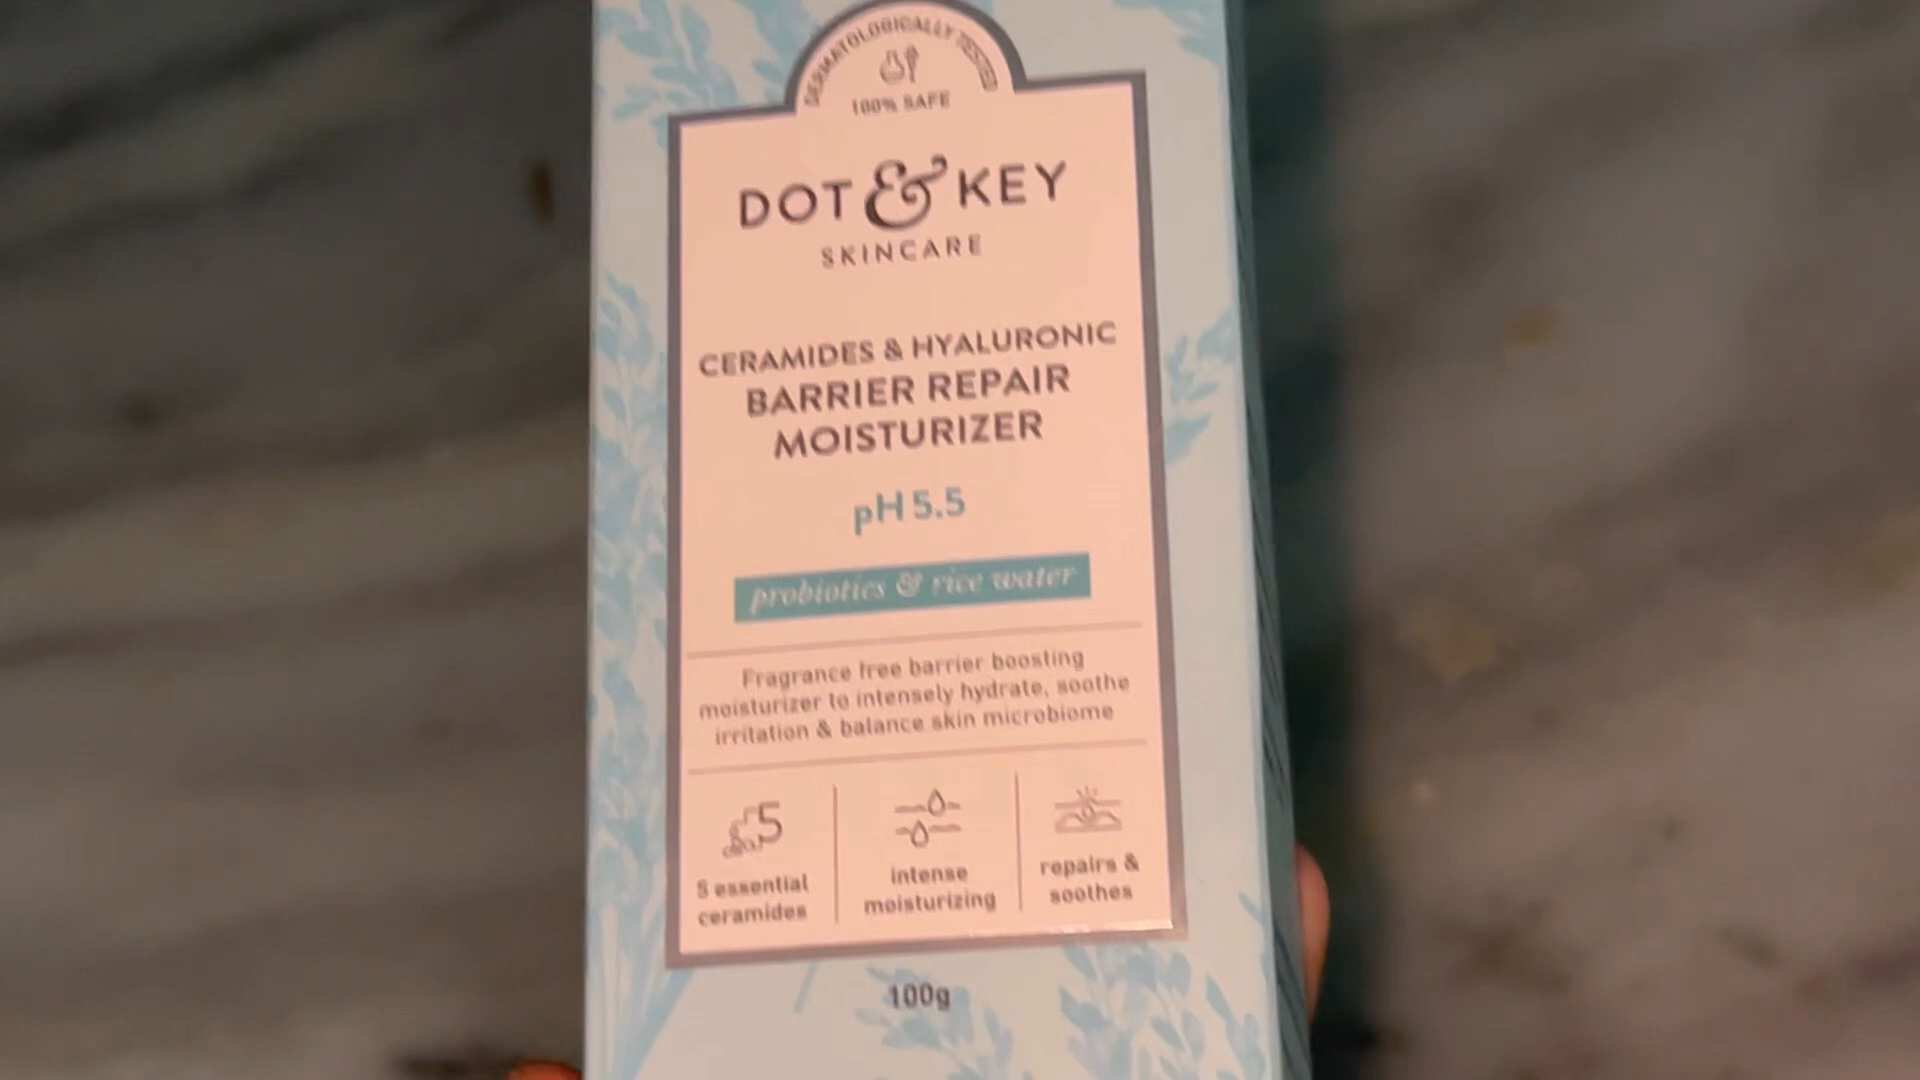 DERMATOLOGICALLY TESTED
100% SAFE
DOT & KEY
SKINCARE
CERAMIDES & HYALURONIC
BARRIER REPAIR
MOISTURIZER
pH 5.5
probiotics & rice water
Fragrance free barrier boosting
moisturizer to intensely hydrate, soothe
irritation & balance skin microbiome
5
5 essential
ceramides
intense
moisturizing
repairs &
soothes
100g